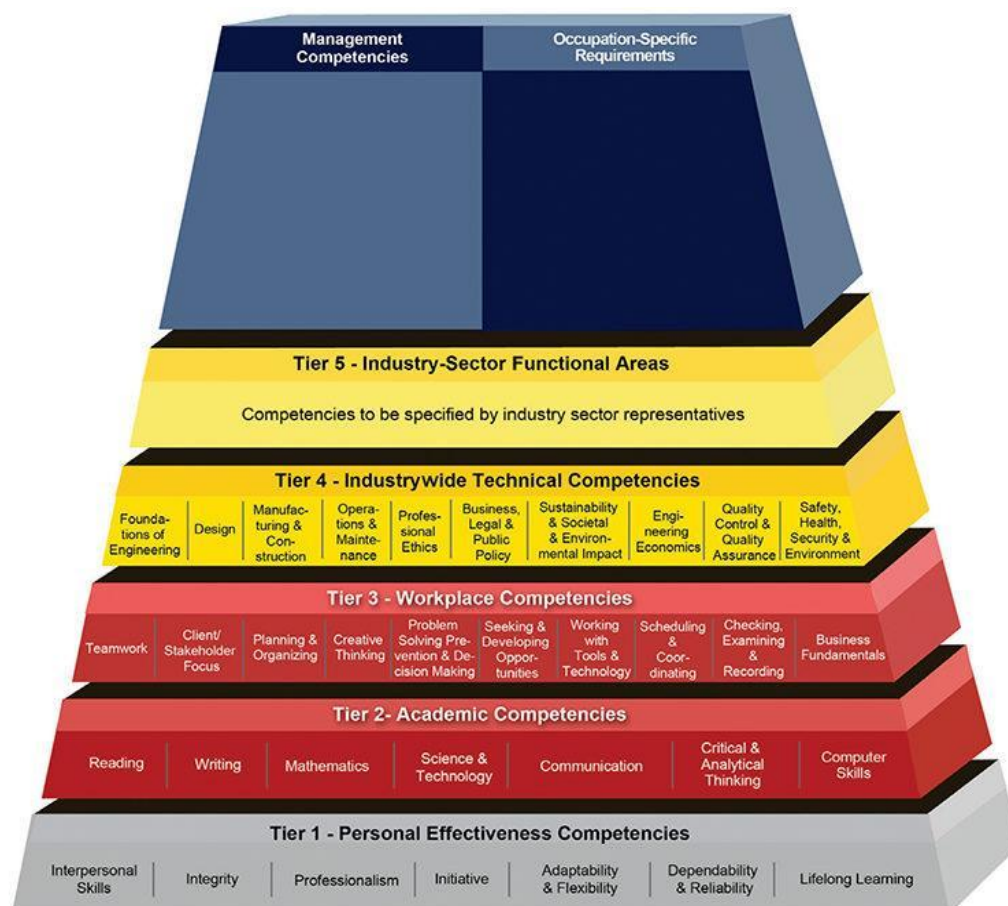 Management
Competencies
Occupation-Specific
Requirements
Tier 5 - Industry-Sector Functional Areas
Competencies to be specified by industry sector representatives
Tier 4 - Industrywide Technical Competencies
Founda-
tions of
Engineering
Design
Manufac-
turing &
Con-
struction
Opera-
tions &
Mainte-
nance
Profes-
sional
Ethics
Business,
Legal &
Public
Policy
Sustainability
& Societal
& Environ-
mental Impact
Engi-
neering
Economics
Quality
Control &
Quality
Assurance
Safety,
Health,
Security &
Environment
Tier 3 - Workplace Competencies
Teamwork
Client/
Stakeholder
Focus
Planning &
Organizing
Creative
Thinking
Problem
Solving Pre-
vention & De-
cision Making
Seeking &
Developing
Oppor-
tunities
Working
with
Tools &
Technology
Scheduling
&
Coor-
dinating
Checking,
Examining
&
Recording
Business
Fundamentals
Tier 2- Academic Competencies
Reading
Writing
Mathematics
Science &
Technology
Communication
Critical &
Analytical
Thinking
Computer
Skills
Tier 1 - Personal Effectiveness Competencies
Interpersonal
Skills
Integrity
Professionalism
Initiative
Adaptability
& Flexibility
Dependability
& Reliability
Lifelong Learning